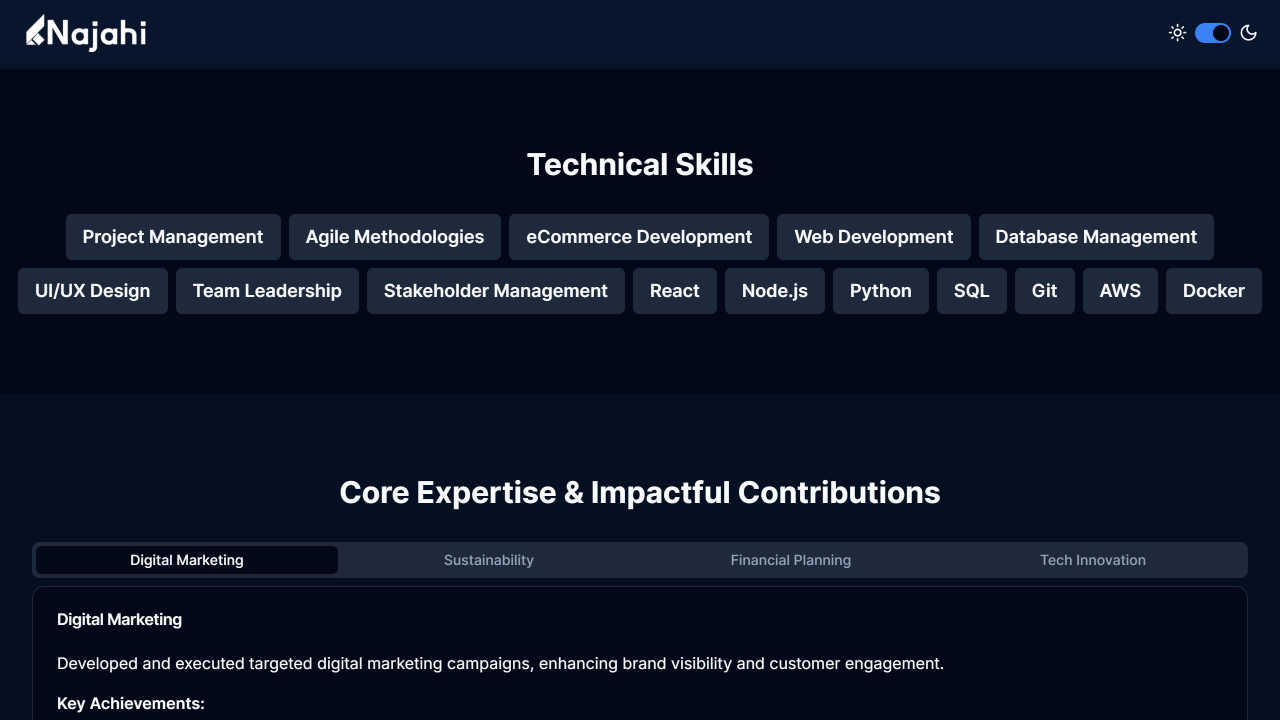 Najahi
Technical Skills
Project Management Agile Methodologies eCommerce Development Web Development Database Management
UI/UX Design Team Leadership Stakeholder Management React Node.js Python SQL Git AWS Docker
Core Expertise & Impactful Contributions
Digital Marketing Sustainability Financial Planning Tech Innovation
Digital Marketing
Developed and executed targeted digital marketing campaigns, enhancing brand visibility and customer engagement.
Key Achievements: